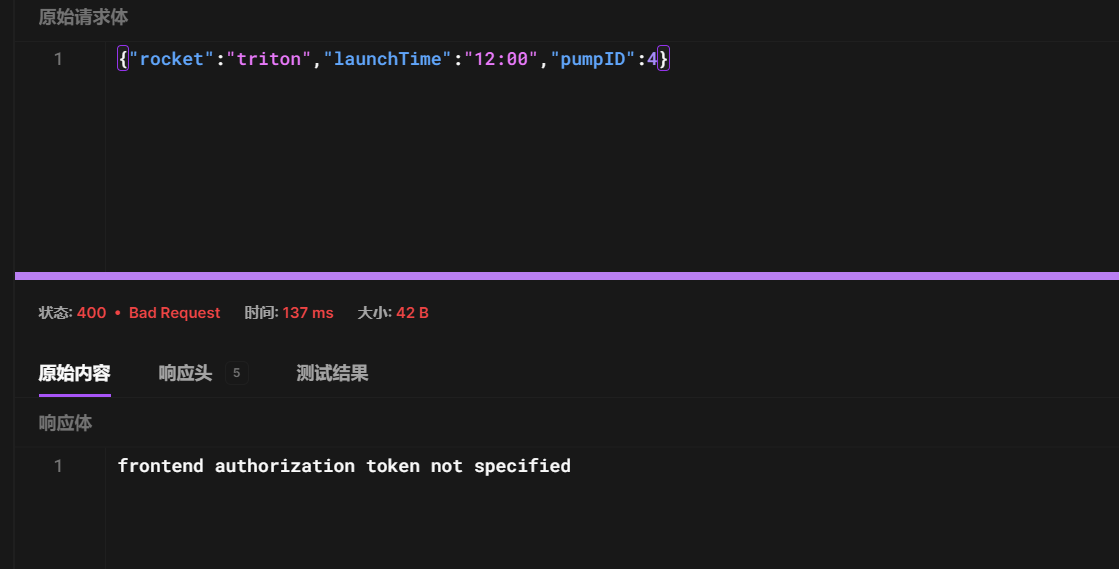 原始请求体
1 {"rocket":"triton","launchTime":"12:00","pumpID":4}
状态: 400 • Bad Request 时间: 137 ms 大小: 42 B
原始内容 响应头 5 测试结果
响应体
1 frontend authorization token not specified